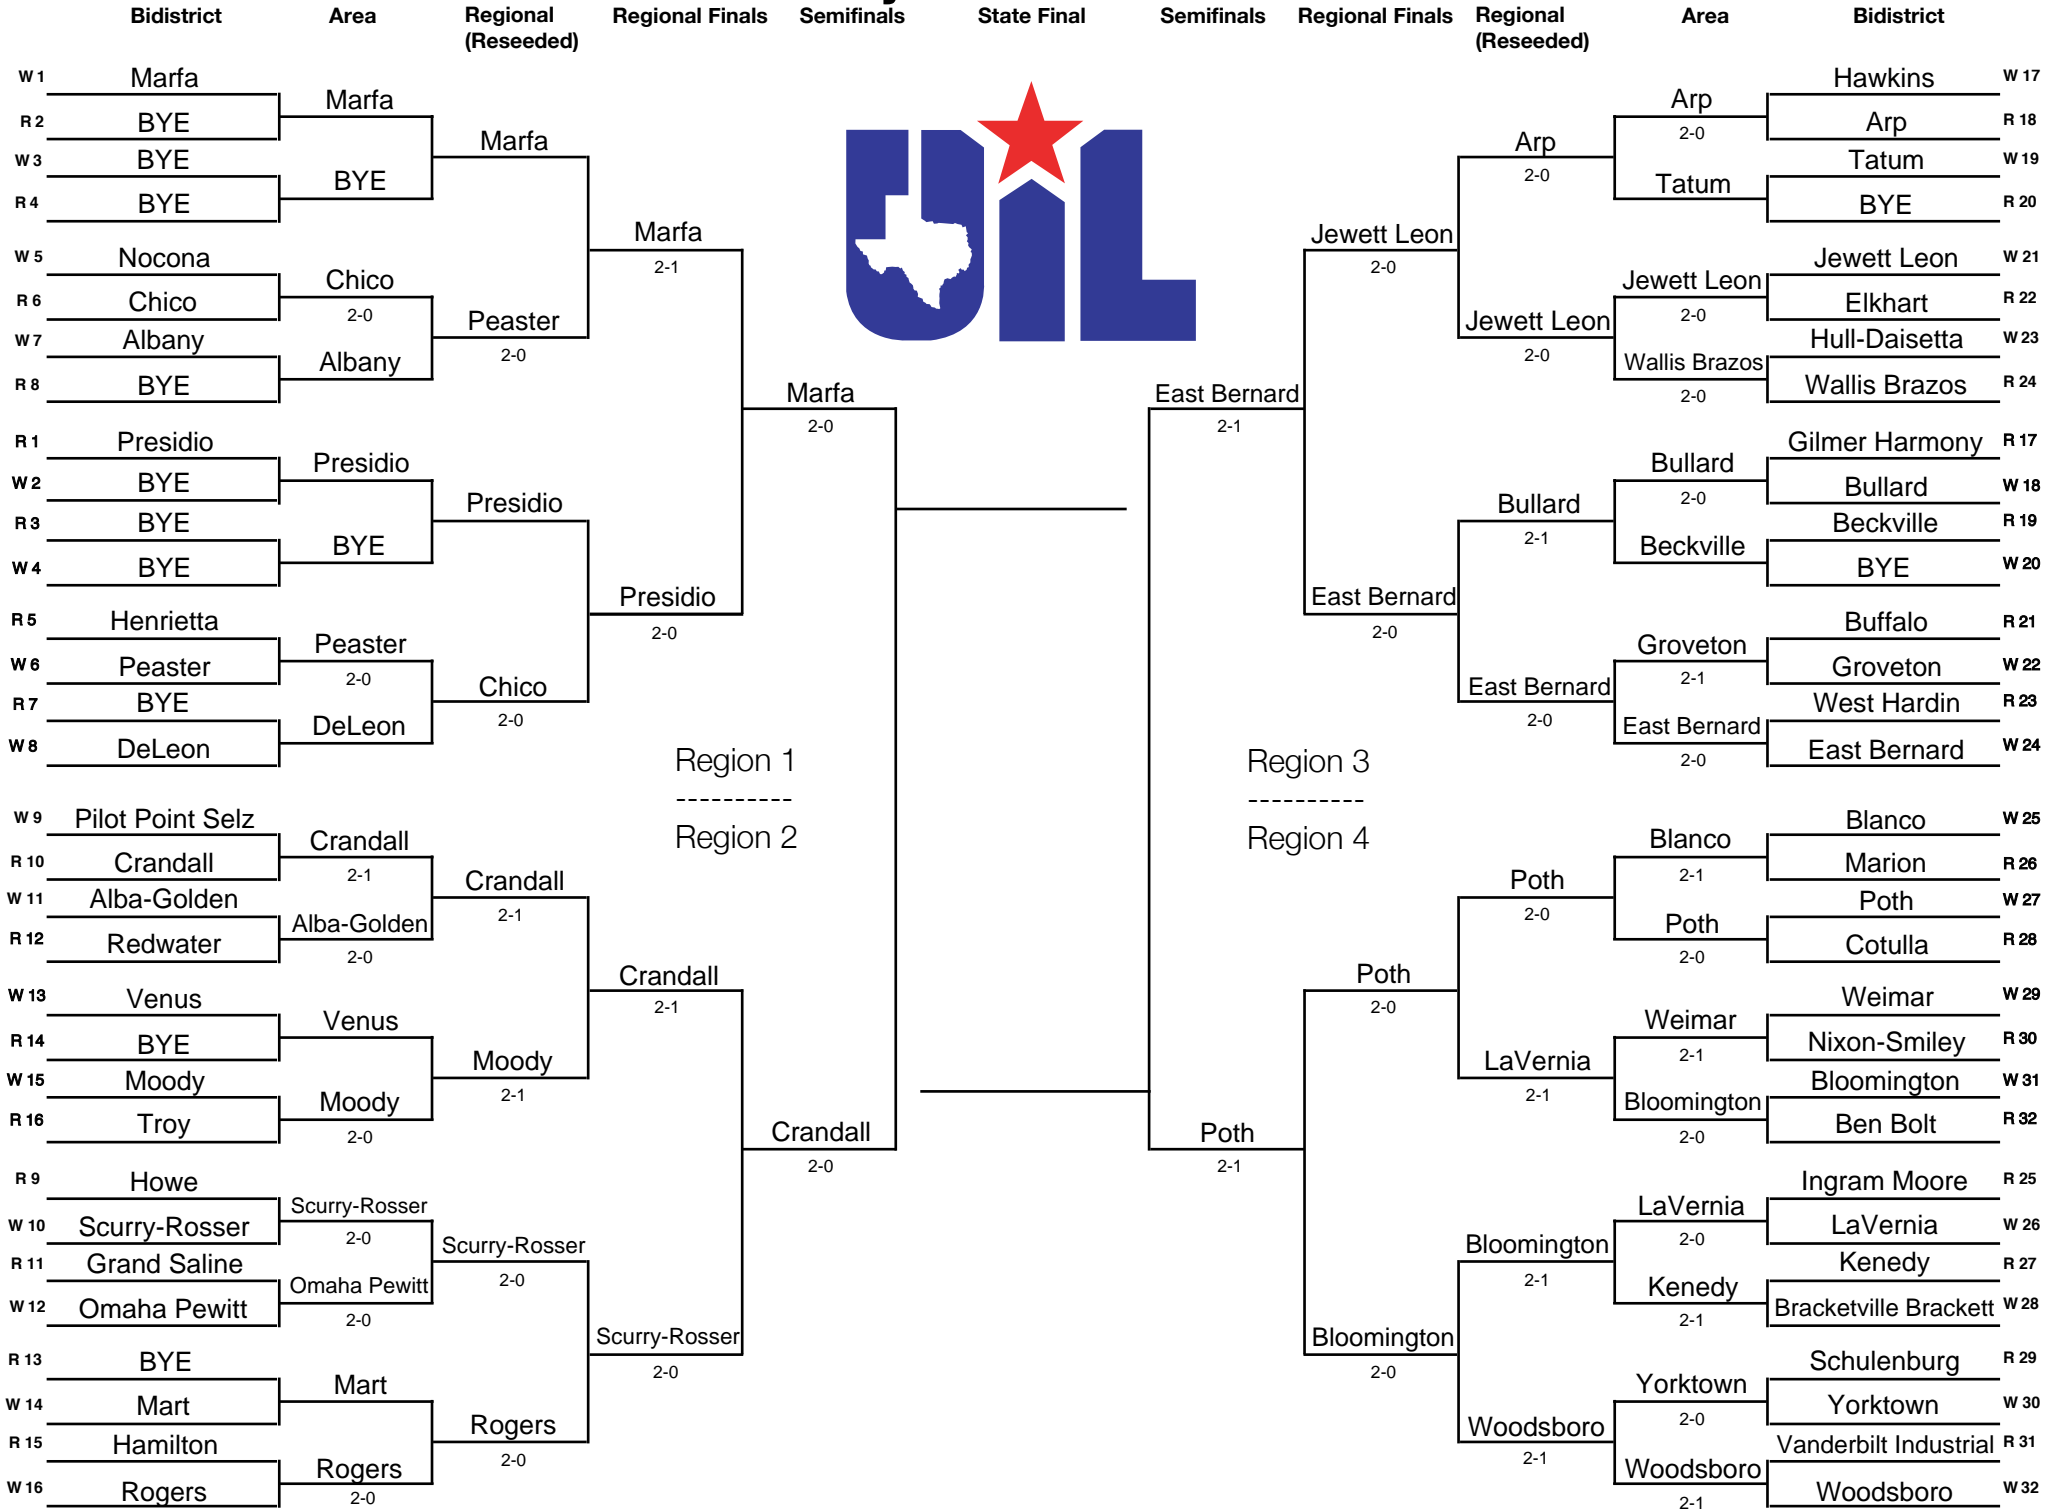 Bidistrict
Area
Regional
(Reseeded)
Regional Finals
Semifinals
State Final
Semifinals
Regional Finals
Regional
(Reseeded)
Area
Bidistrict
W 1
Marfa
R 2
BYE
W 3
BYE
R 4
BYE
W 5
Nocona
R 6
Chico
W 7
Albany
R 8
BYE
R 1
Presidio
W 2
BYE
R 3
BYE
W 4
BYE
R 5
Henrietta
W 6
Peaster
R 7
BYE
W 8
DeLeon
W 9
Pilot Point Selz
R 10
Crandall
W 11
Alba-Golden
R 12
Redwater
W 13
Venus
R 14
BYE
W 15
Moody
R 16
Troy
R 9
Howe
W 10
Scurry-Rosser
R 11
Grand Saline
W 12
Omaha Pewitt
R 13
BYE
W 14
Mart
R 15
Hamilton
W 16
Rogers
Marfa
BYE
Chico
2-0
Albany
Presidio
BYE
Peaster
2-0
DeLeon
Crandall
2-1
Alba-Golden
2-0
Venus
Moody
2-0
Scurry-Rosser
2-0
Omaha Pewitt
2-0
Mart
Rogers
2-0
Marfa
Peaster
2-0
Presidio
Chico
2-0
Crandall
2-1
Moody
2-1
Scurry-Rosser
2-0
Rogers
2-0
Marfa
2-1
Presidio
2-0
Crandall
2-1
Scurry-Rosser
2-0
Marfa
2-0
Crandall
2-0
UIL
Region 1
----------
Region 2
Region 3
----------
Region 4
East Bernard
2-1
Poth
2-1
Jewett Leon
2-0
East Bernard
2-0
Poth
2-0
Bloomington
2-0
Arp
2-0
Jewett Leon
2-0
Bullard
2-1
East Bernard
2-0
Poth
2-0
LaVernia
2-1
Bloomington
2-1
Woodsboro
2-1
Arp
2-0
Tatum
Jewett Leon
2-0
Wallis Brazos
2-0
Bullard
2-0
Beckville
Groveton
2-1
East Bernard
2-0
Blanco
2-1
Poth
2-0
Weimar
2-1
Bloomington
2-0
LaVernia
2-0
Kenedy
2-1
Yorktown
2-0
Woodsboro
2-1
Hawkins
W 17
Arp
R 18
Tatum
W 19
BYE
R 20
Jewett Leon
W 21
Elkhart
R 22
Hull-Daisetta
W 23
Wallis Brazos
R 24
Gilmer Harmony
R 17
Bullard
W 18
Beckville
R 19
BYE
W 20
Buffalo
R 21
Groveton
W 22
West Hardin
R 23
East Bernard
W 24
Blanco
W 25
Marion
R 26
Poth
W 27
Cotulla
R 28
Weimar
W 29
Nixon-Smiley
R 30
Bloomington
W 31
Ben Bolt
R 32
Ingram Moore
R 25
LaVernia
W 26
Kenedy
R 27
Bracketville Brackett
W 28
Schulenburg
R 29
Yorktown
W 30
Vanderbilt Industrial
R 31
Woodsboro
W 32